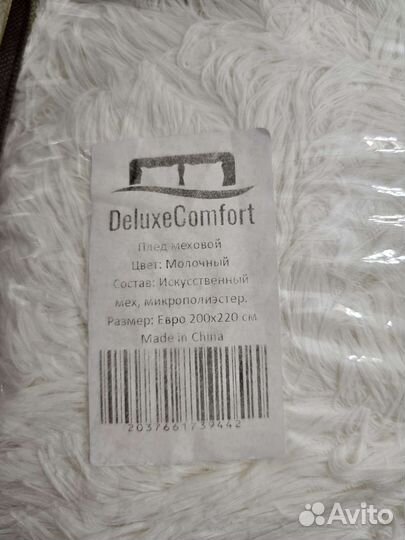 DeluxeComfort
Плед меховой
Цвет: Молочный
Состав: Искусственный
мех, микрополиэстер.
Размер: Евро 200х220 см
Made in China
2037661739442
Avito